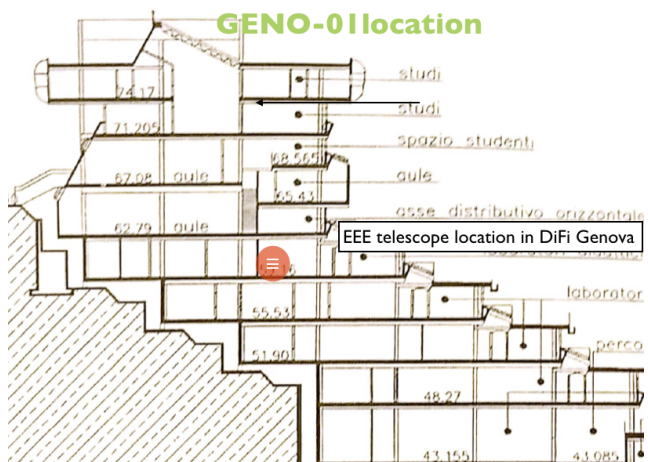 GENO-01location
studi
74.17
studi
71.205
spazio studenti
68.565
67.08 aule
aule
65.43
asse distributivo orizzontale
62.79 aule
EEE telescope location in DiFi Genova
laborator
55.53
51.90
perco
48.27
43.155
43.085